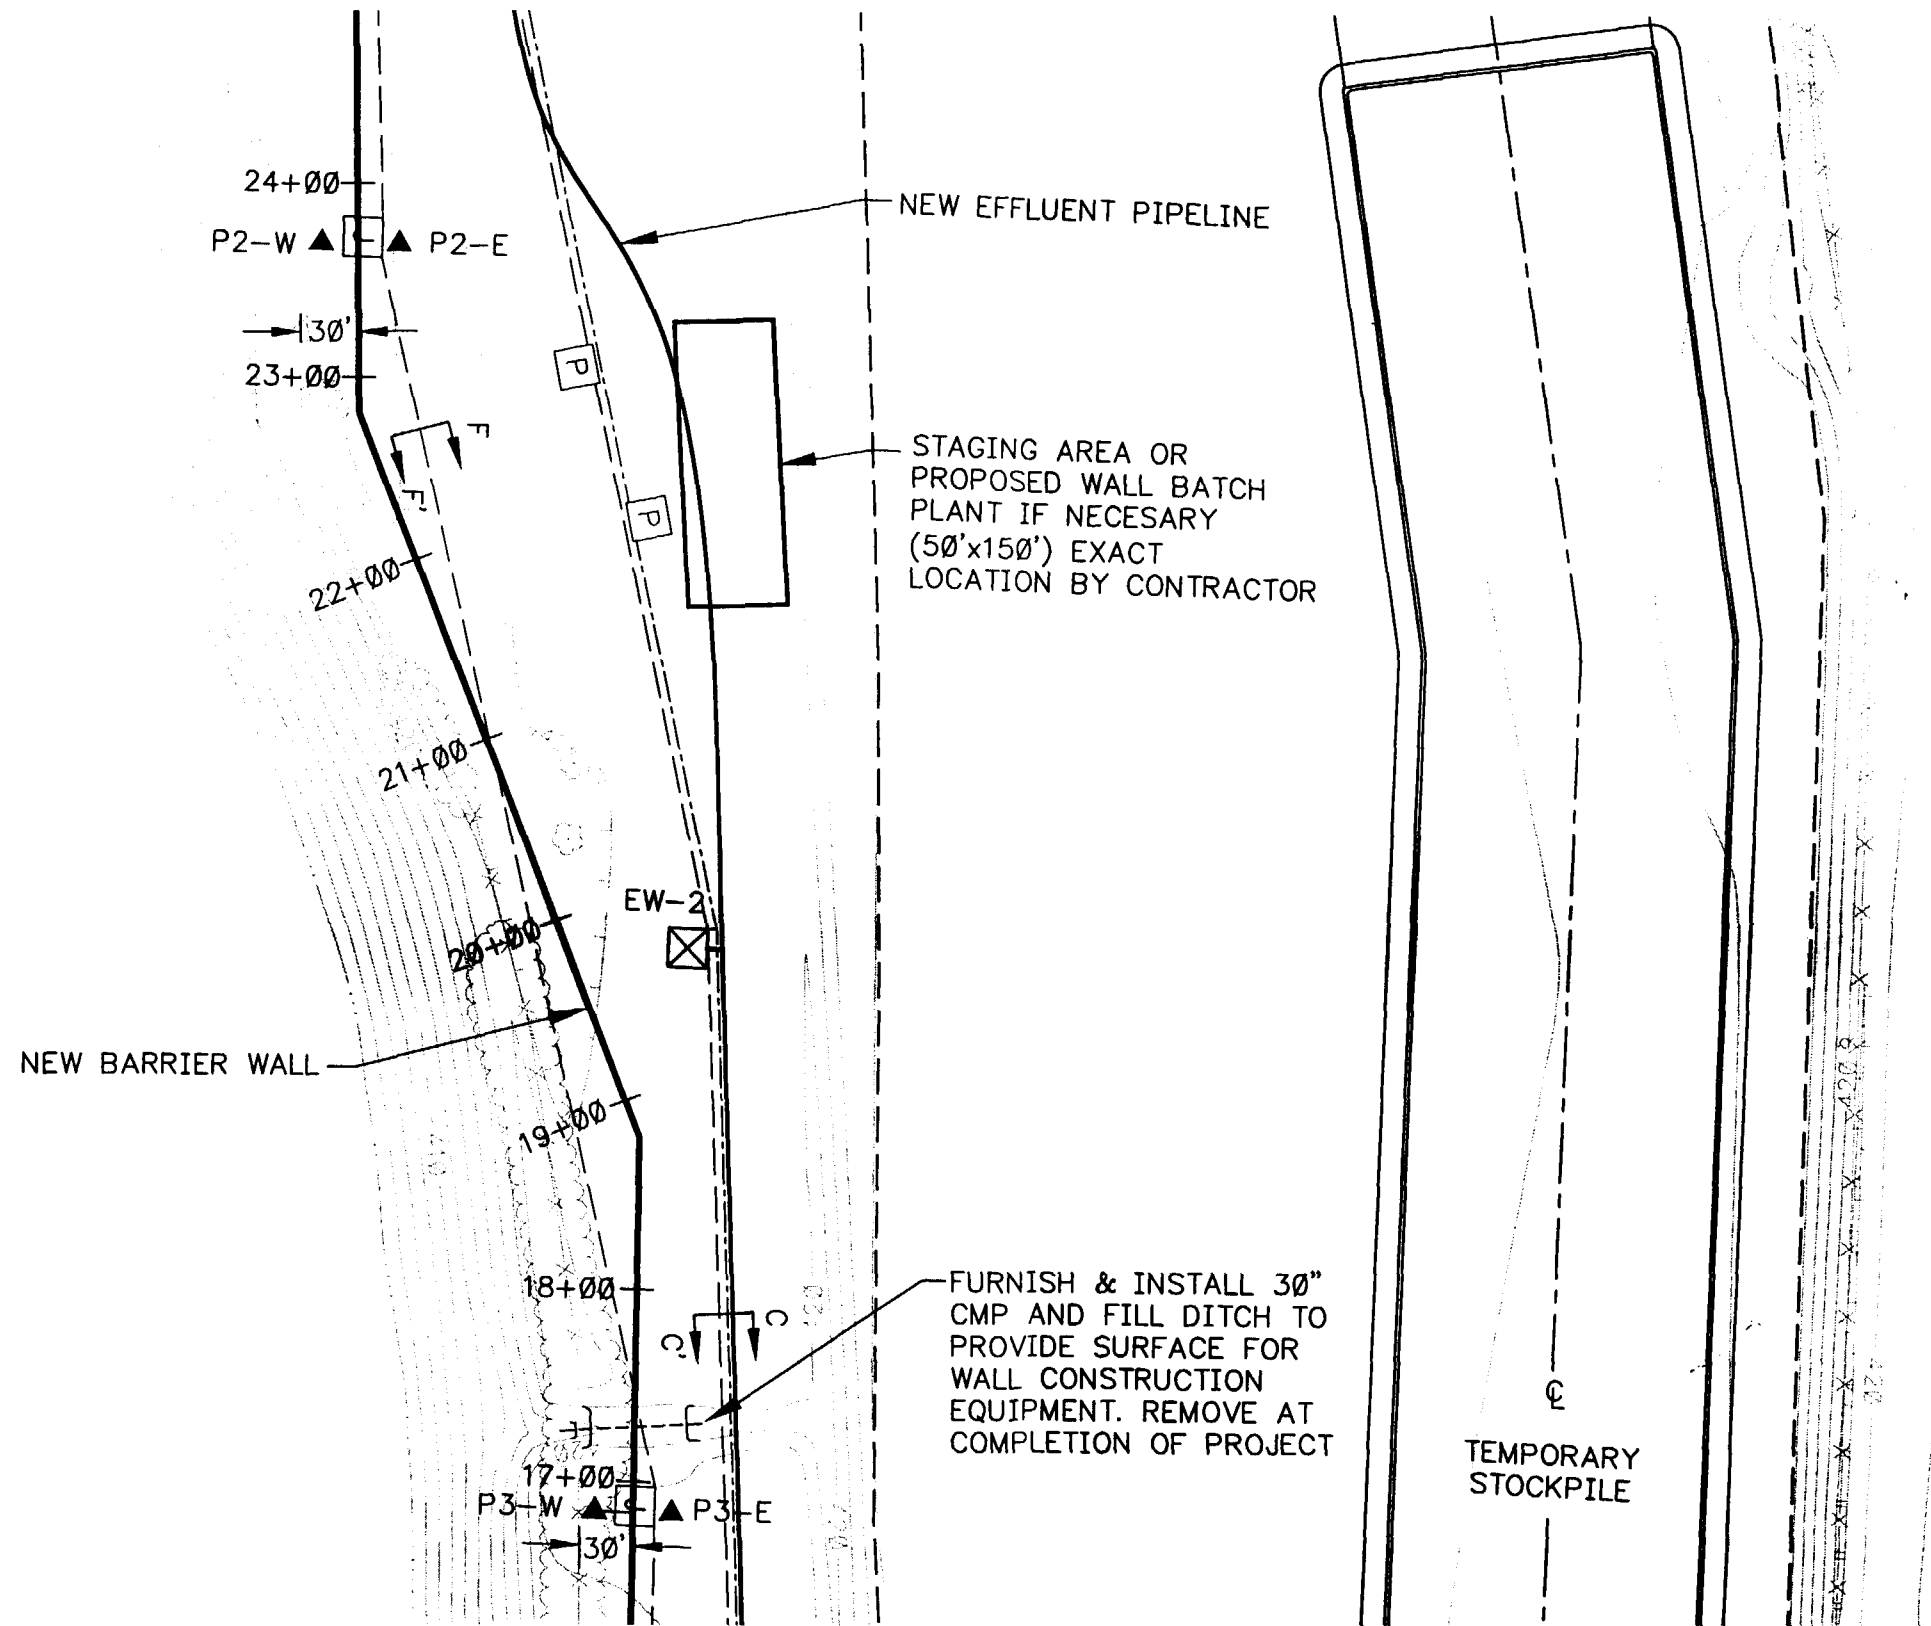 24+00
P2-W
P2-E
30'
23+00
F
F'
22+00
21+00
20+00
19+00
18+00
17+00
P3-W
P3-E
30'
NEW BARRIER WALL
P
P
EW-2
C
C'
NEW EFFLUENT PIPELINE
STAGING AREA OR
PROPOSED WALL BATCH
PLANT IF NECESARY
(50'x150') EXACT
LOCATION BY CONTRACTOR
FURNISH & INSTALL 30"
CMP AND FILL DITCH TO
PROVIDE SURFACE FOR
WALL CONSTRUCTION
EQUIPMENT. REMOVE AT
COMPLETION OF PROJECT
℄
TEMPORARY
STOCKPILE
420